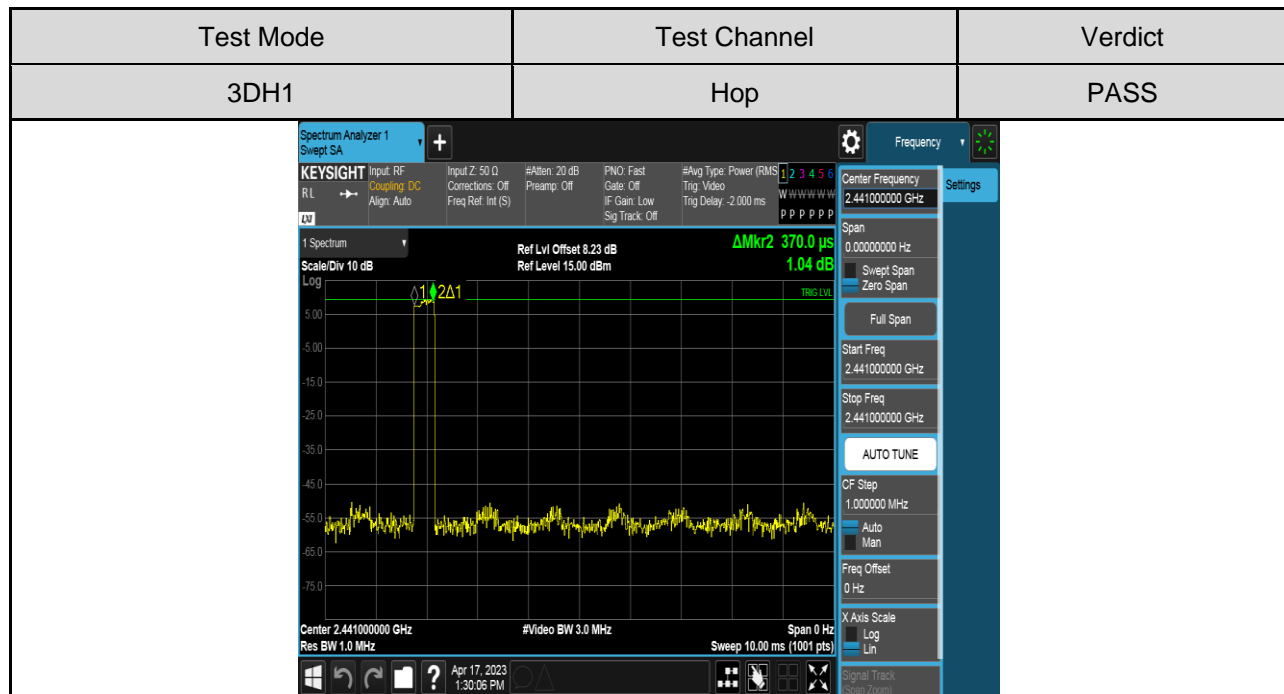 Test Mode Test Channel Verdict
3DH1 Hop PASS
Spectrum Analyzer 1
Swept SA
+
Frequency
KEYSIGHT Input: RF Input Z: 50 Ω #Atten: 20 dB PNO: Fast #Avg Type: Power (RMS 1 2 3 4 5 6
RL Coupling: DC Corrections: Off Preamp: Off Gate: Off Trig: Video W W W W W W
Align: Auto Freq Ref: Int (S) IF Gain: Low Trig Delay: -2.000 ms
LXI Sig Track: Off P P P P P P
1 Spectrum Ref Lvl Offset 8.23 dB ΔMkr2 370.0 µs
Scale/Div 10 dB Ref Level 15.00 dBm 1.04 dB
Log
1 2Δ1 TRIG LVL
5.00
-5.00
-15.0
-25.0
-35.0
-45.0
-55.0
-65.0
-75.0
Center 2.441000000 GHz #Video BW 3.0 MHz Span 0 Hz
Res BW 1.0 MHz Sweep 10.00 ms (1001 pts)
? Apr 17, 2023
1:30:06 PM
Center Frequency
2.441000000 GHz
Settings
Span
0.00000000 Hz
Swept Span
Zero Span
Full Span
Start Freq
2.441000000 GHz
Stop Freq
2.441000000 GHz
AUTO TUNE
CF Step
1.000000 MHz
Auto
Man
Freq Offset
0 Hz
X Axis Scale
Log
Lin
Signal Track
(Span Zoom)